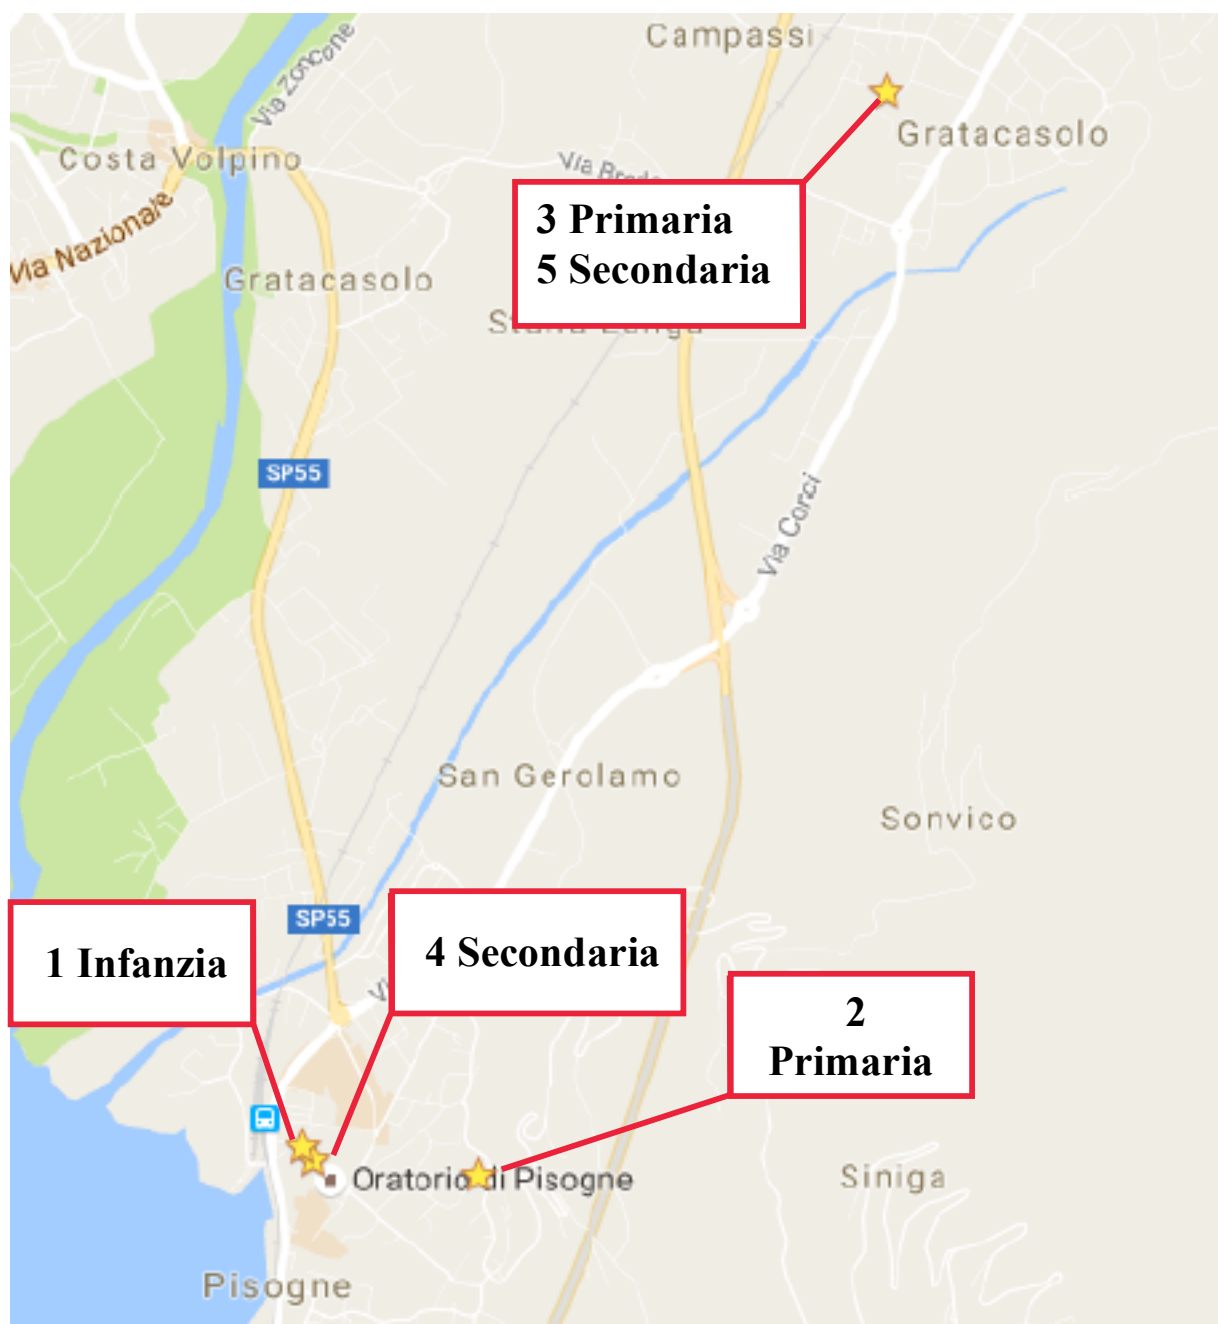 Campassi
Via Zoncone
Gratacasolo
Costa Volpino
Via
3 Primaria
5 Secondaria
Via Nazionale
Gratacasolo
SP55
Via Corci
San Gerolamo
Sonvico
SP55
1 Infanzia
4 Secondaria
2
Primaria
Oratorio di Pisogne
Siniga
Pisogne